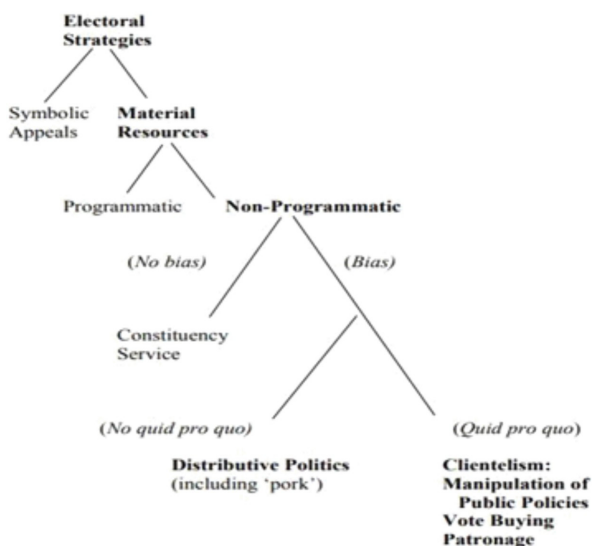 Electoral
Strategies
Symbolic
Appeals
Material
Resources
Programmatic
Non-Programmatic
(No bias)
(Bias)
Constituency
Service
(No quid pro quo)
(Quid pro quo)
Distributive Politics
(including ‘pork’)
Clientelism:
Manipulation of
Public Policies
Vote Buying
Patronage